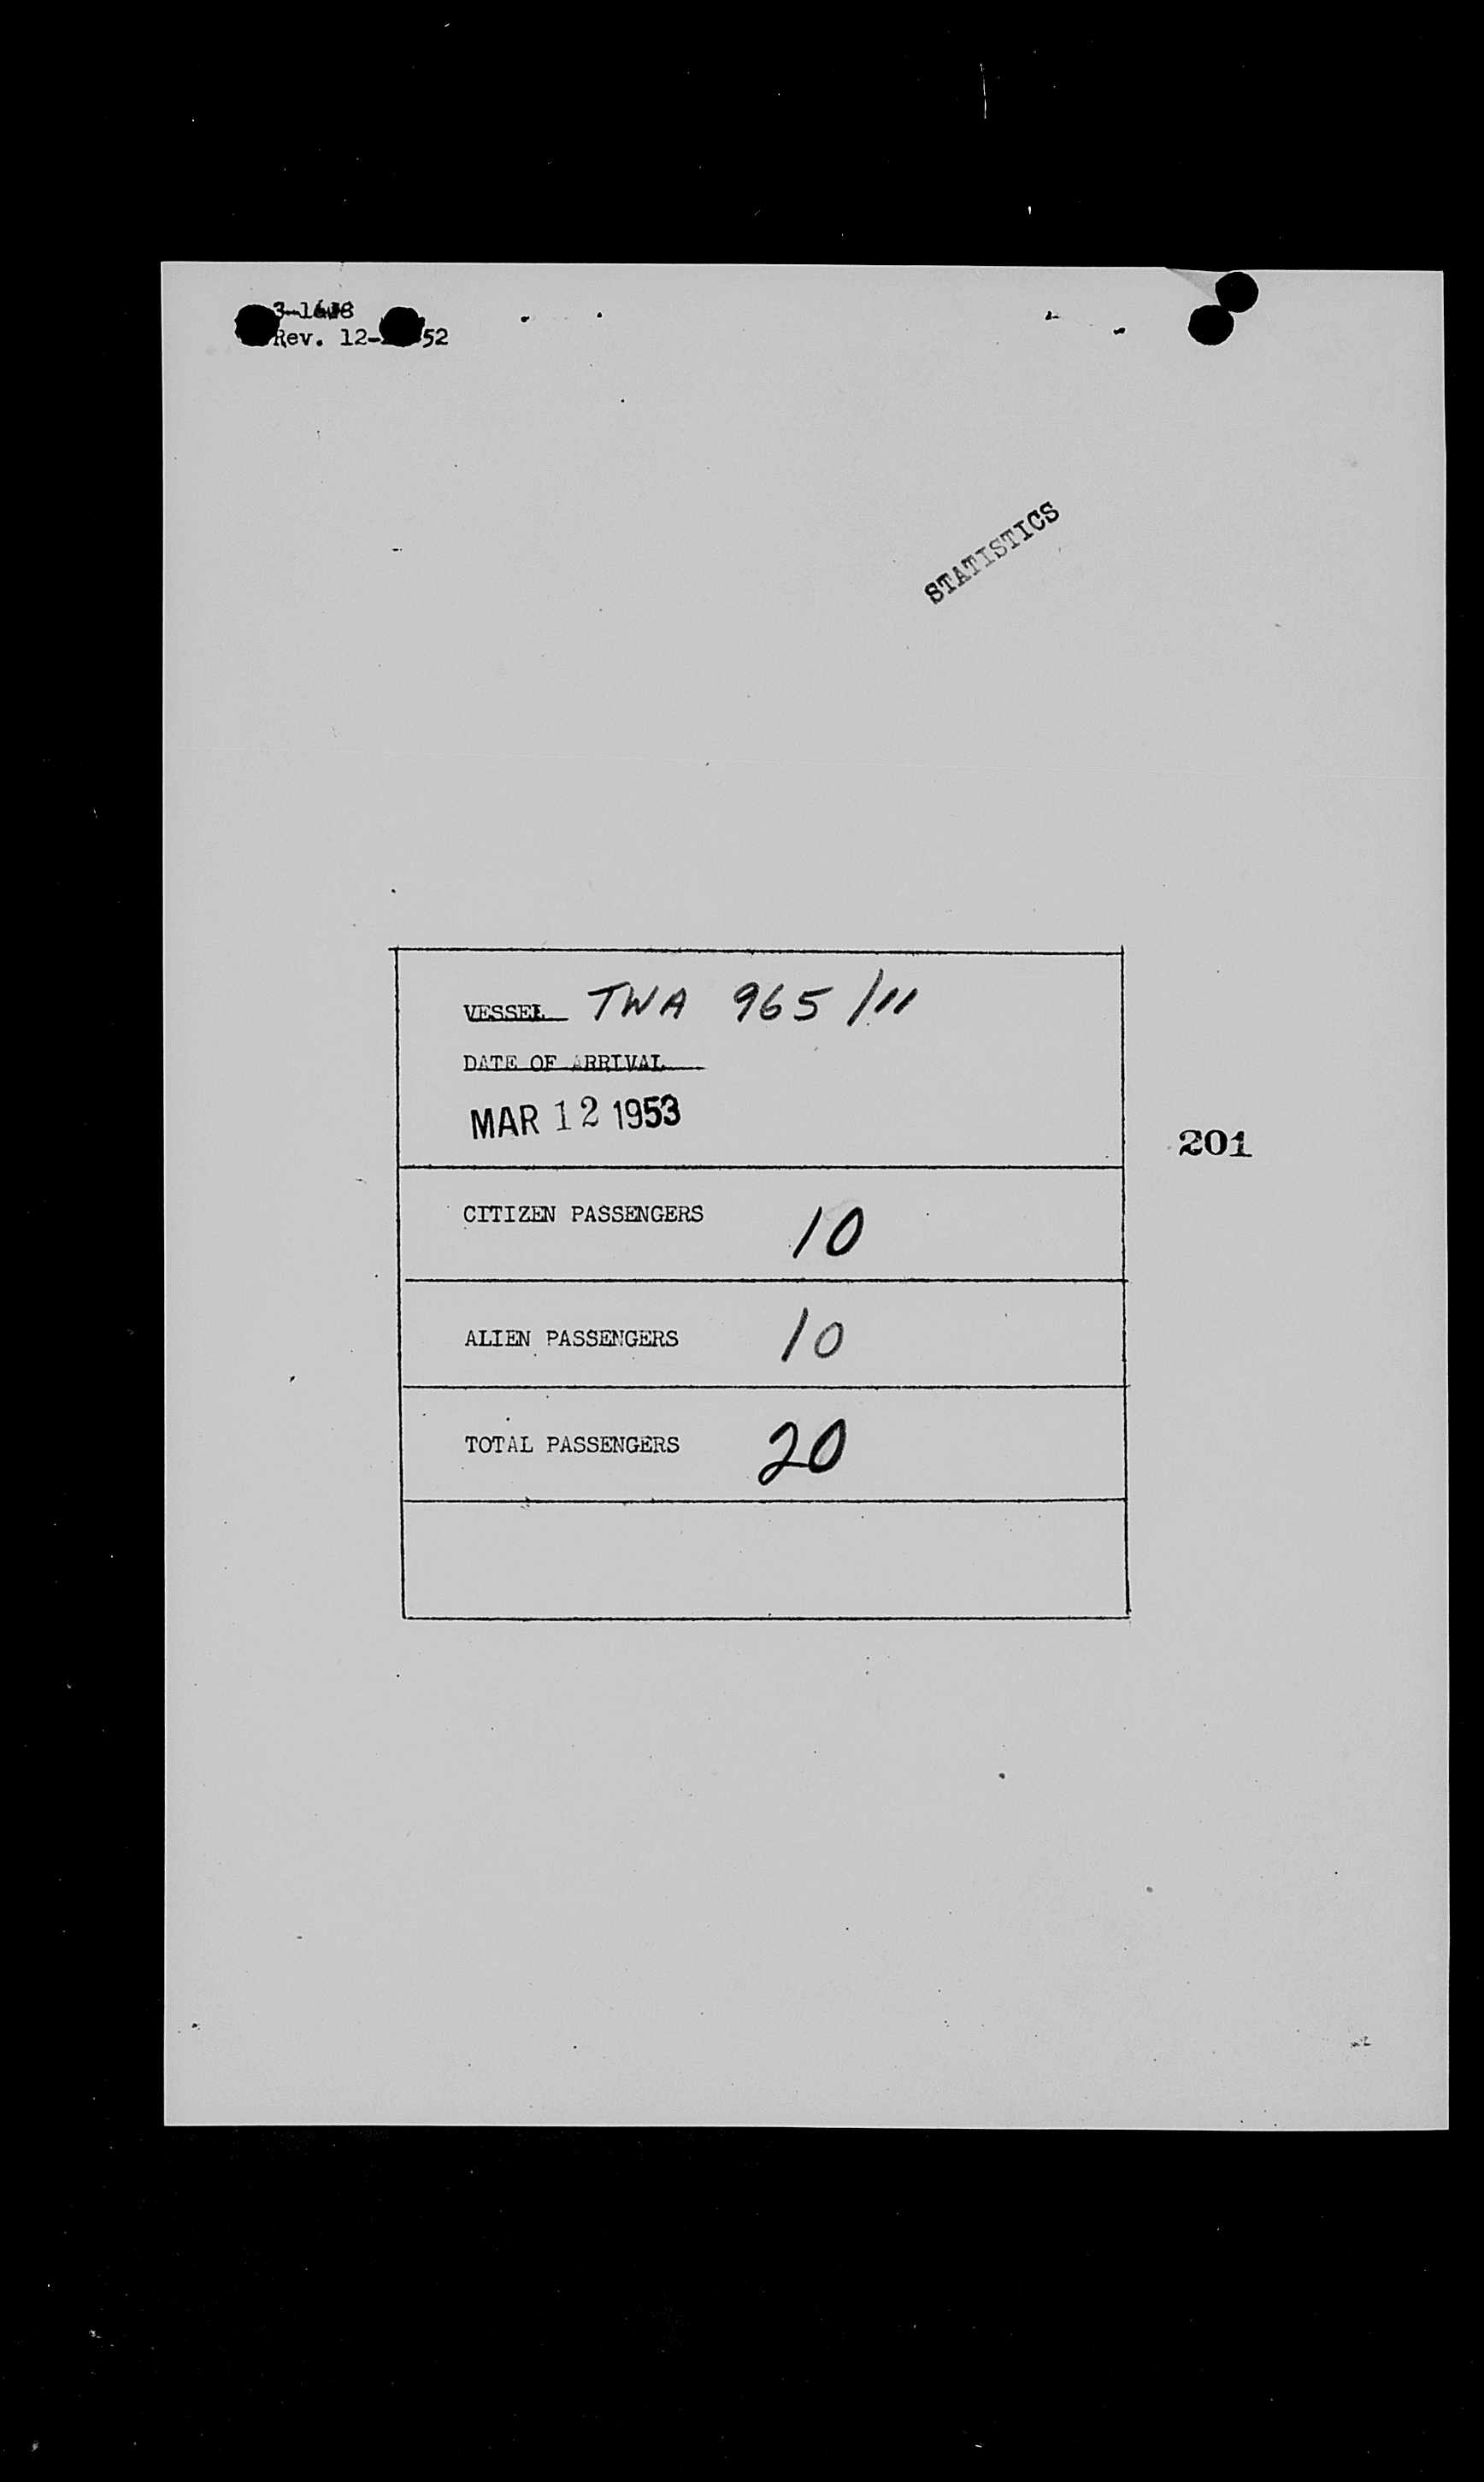 Rev. 12- 52
STATISTICS
VESSEL TWA 965/11
DATE OF ARRIVAL
MAR 12 1953
201
CITIZEN PASSENGERS 10
ALIEN PASSENGERS 10
TOTAL PASSENGERS 20